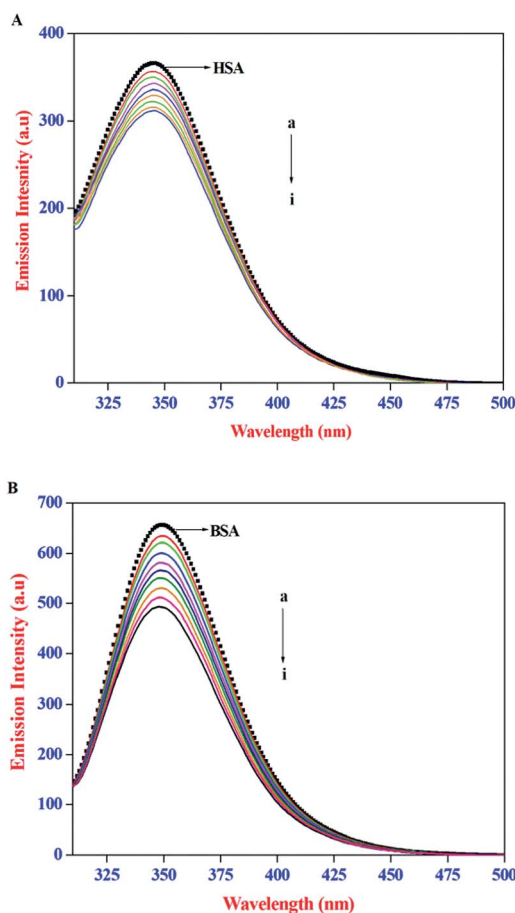 A
400
300
200
100
0
HSA
a
i
Emission Intesnity (a.u)
325 350 375 400 425 450 475 500
Wavelength (nm)
B
700
600
500
400
300
200
100
0
BSA
a
i
Emission Intensity (a.u)
325 350 375 400 425 450 475 500
Wavelength (nm)